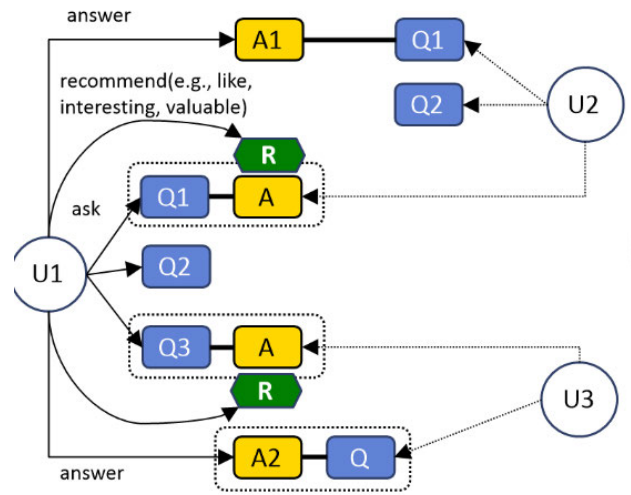 answer
A1
Q1
recommend(e.g., like,
interesting, valuable)
Q2
U2
R
ask
Q1
A
U1
Q2
Q3
A
R
U3
answer
A2
Q